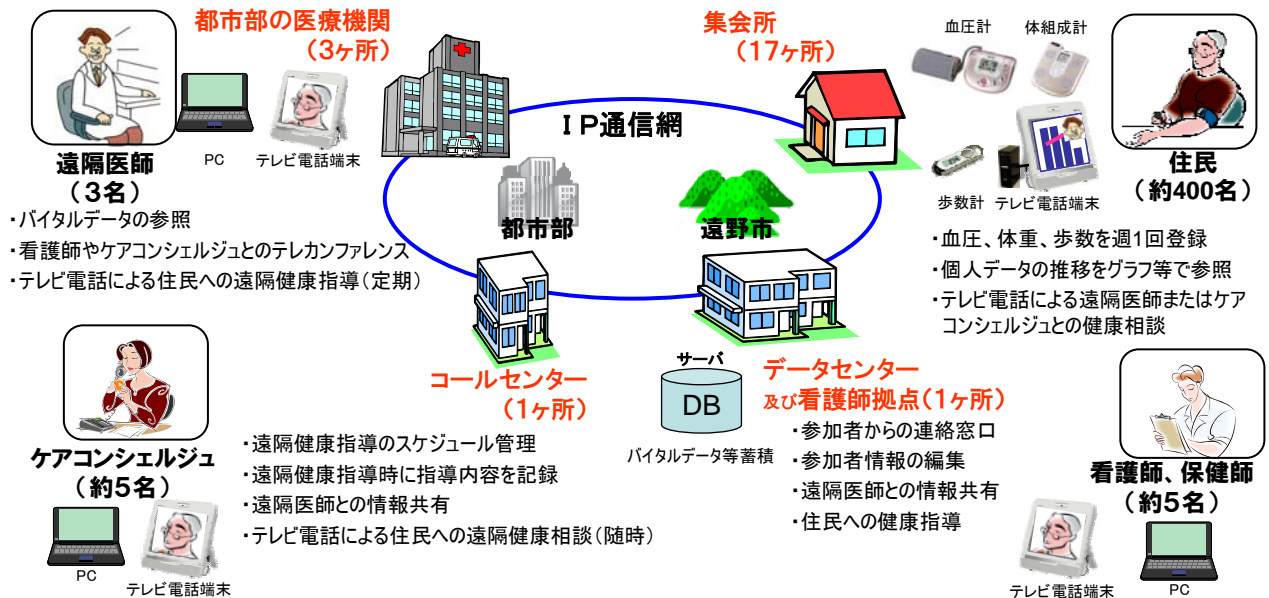 都市部の医療機関
（3ヶ所）
PC
テレビ電話端末
遠隔医師
（3名）
・バイタルデータの参照
・看護師やケアコンシェルジュとのテレカンファレンス
・テレビ電話による住民への遠隔健康指導（定期）
ＩＰ通信網
都市部
遠野市
集会所
（17ヶ所）
血圧計
体組成計
歩数計
テレビ電話端末
住民
（約400名）
・血圧、体重、歩数を週1回登録
・個人データの推移をグラフ等で参照
・テレビ電話による遠隔医師またはケア
コンシェルジュとの健康相談
ケアコンシェルジュ
（約5名）
PC
テレビ電話端末
コールセンター
（1ヶ所）
・遠隔健康指導のスケジュール管理
・遠隔健康指導時に指導内容を記録
・遠隔医師との情報共有
・テレビ電話による住民への遠隔健康相談（随時）
サーバ
DB
バイタルデータ等蓄積
データセンター
及び看護師拠点（1ヶ所）
・参加者からの連絡窓口
・参加者情報の編集
・遠隔医師との情報共有
・住民への健康指導
看護師、保健師
（約5名）
テレビ電話端末
PC